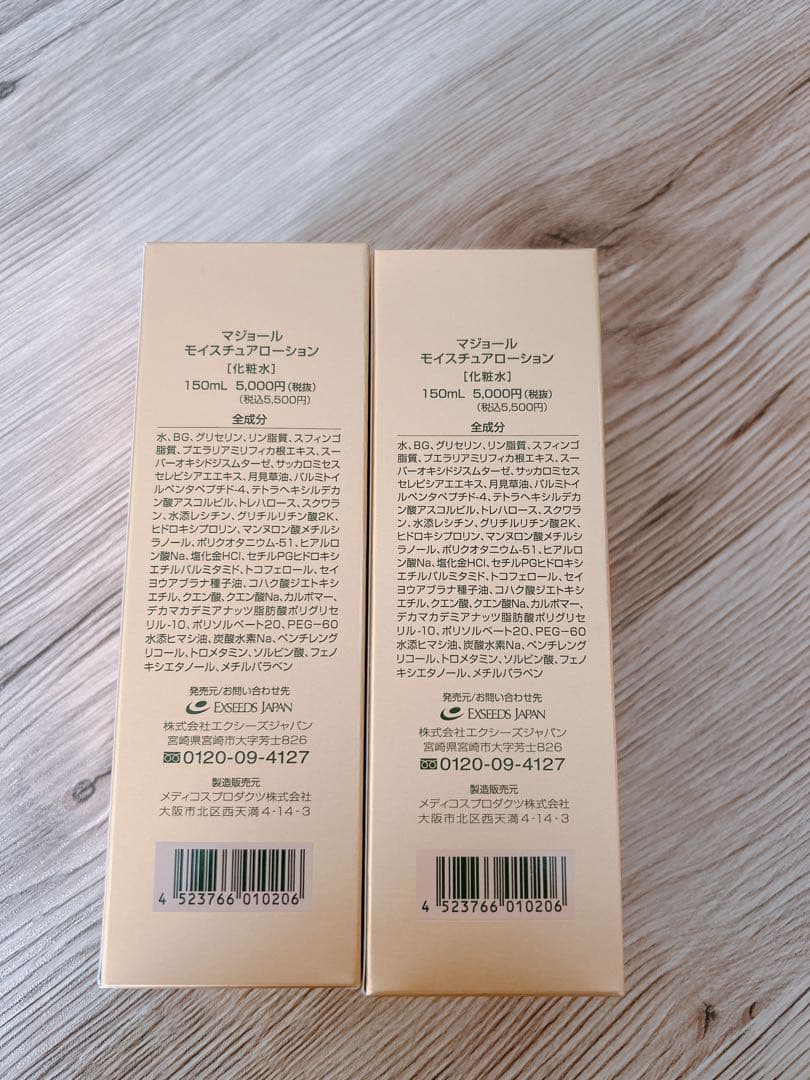 マジョール
モイスチュアローション
[化粧水]
150mL 5,000円(税抜)
(税込5,500円)
全成分
水、BG、グリセリン、リン脂質、スフィンゴ
脂質、プエラリアミリフィカ根エキス、スー
パーオキシドジスムターゼ、サッカロミセス
セレビシアエエキス、月見草油、パルミトイ
ルペンタペプチド-4、テトラヘキシルデカ
ン酸アスコルビル、トレハロース、スクワラ
ン、水添レシチン、グリチルリチン酸2K、
ヒドロキシプロリン、マンヌロン酸メチルシ
ラノール、ポリクオタニウム-51、ヒアルロ
ン酸Na、塩化金HCl、セチルPGヒドロキシ
エチルパルミタミド、トコフェロール、セイ
ヨウアブラナ種子油、コハク酸ジエトキシ
エチル、クエン酸、クエン酸Na、カルボマー、
デカマカデミアナッツ脂肪酸ポリグリセ
リル-10、ポリソルベート20、PEG-60
水添ヒマシ油、炭酸水素Na、ペンチレング
リコール、トロメタミン、ソルビン酸、フェノ
キシエタノール、メチルパラベン
発売元/お問い合わせ先
EXSEEDS JAPAN
株式会社エクシーズジャパン
宮崎県宮崎市大字芳士826
0120-09-4127
製造販売元
メディコスプロダクツ株式会社
大阪市北区西天満4-14-3
4 523766 010206
マジョール
モイスチュアローション
[化粧水]
150mL 5,000円(税抜)
(税込5,500円)
全成分
水、BG、グリセリン、リン脂質、スフィンゴ
脂質、プエラリアミリフィカ根エキス、スー
パーオキシドジスムターゼ、サッカロミセス
セレビシアエエキス、月見草油、パルミトイ
ルペンタペプチド-4、テトラヘキシルデカ
ン酸アスコルビル、トレハロース、スクワラ
ン、水添レシチン、グリチルリチン酸2K、
ヒドロキシプロリン、マンヌロン酸メチルシ
ラノール、ポリクオタニウム-51、ヒアルロ
ン酸Na、塩化金HCl、セチルPGヒドロキシ
エチルパルミタミド、トコフェロール、セイ
ヨウアブラナ種子油、コハク酸ジエトキシ
エチル、クエン酸、クエン酸Na、カルボマー、
デカマカデミアナッツ脂肪酸ポリグリセ
リル-10、ポリソルベート20、PEG-60
水添ヒマシ油、炭酸水素Na、ペンチレング
リコール、トロメタミン、ソルビン酸、フェノ
キシエタノール、メチルパラベン
発売元/お問い合わせ先
EXSEEDS JAPAN
株式会社エクシーズジャパン
宮崎県宮崎市大字芳士826
0120-09-4127
製造販売元
メディコスプロダクツ株式会社
大阪市北区西天満4-14-3
4 523766 010206